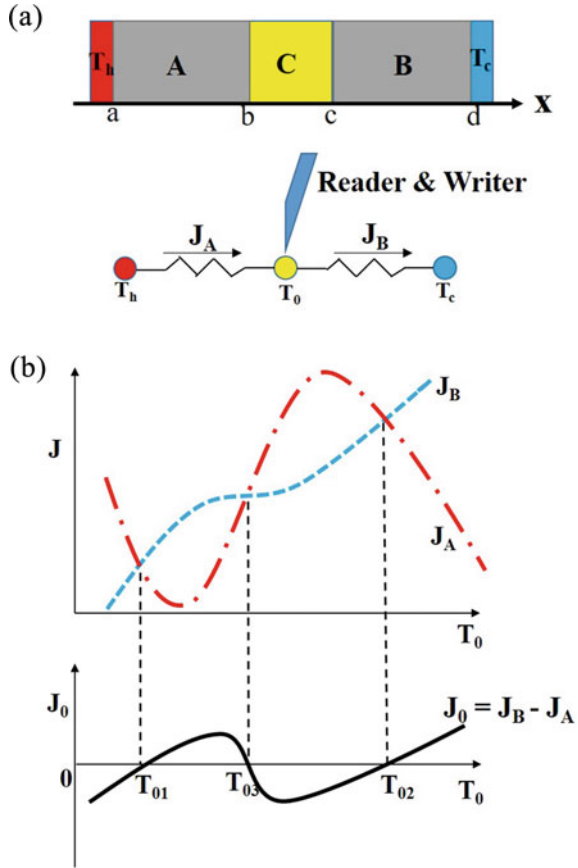 (a)
Th A C B Tc
a b c d X
Reader & Writer
JA JB
Th T0 Tc
(b)
JB
J
JA
T0
J0 J0 = JB - JA
0 T01 T03 T02 T0